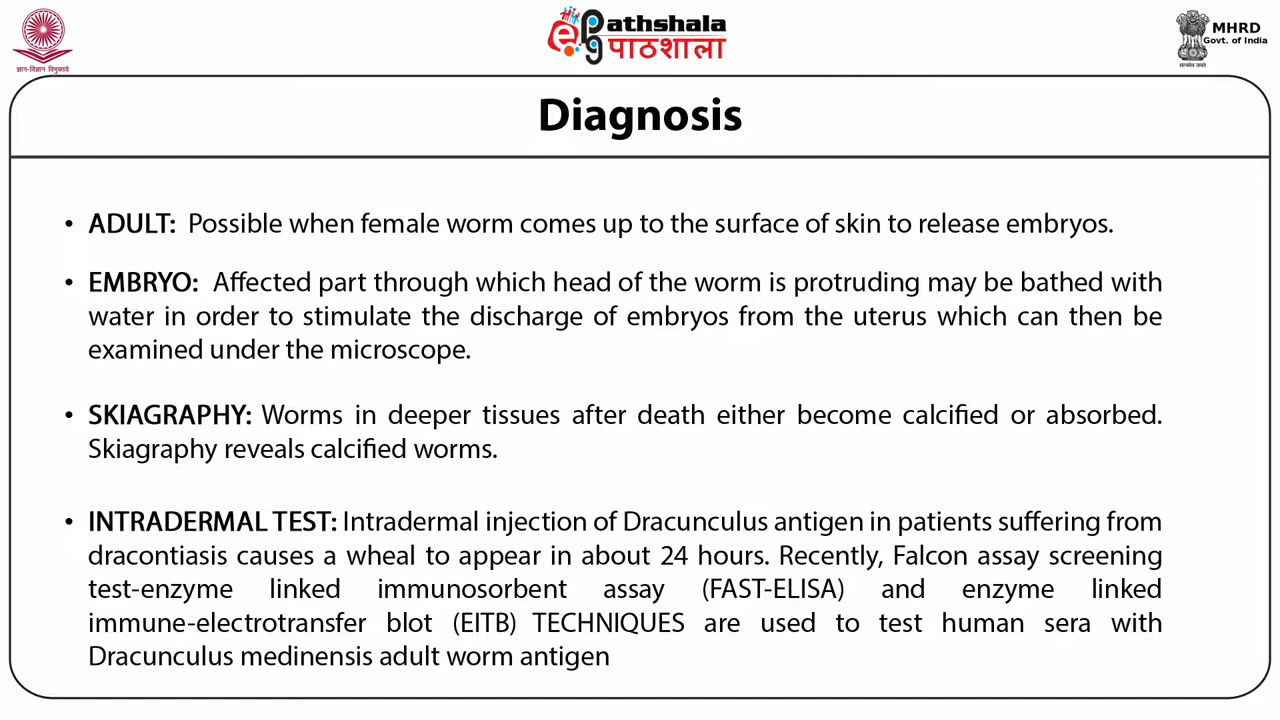 ज्ञान-विज्ञान विमुक्तये
ePathshala
पाठशाला
MHRD
Govt. of India
सत्यमेव जयते
Diagnosis
• ADULT: Possible when female worm comes up to the surface of skin to release embryos.
• EMBRYO: Affected part through which head of the worm is protruding may be bathed with
water in order to stimulate the discharge of embryos from the uterus which can then be
examined under the microscope.
• SKIAGRAPHY: Worms in deeper tissues after death either become calcified or absorbed.
Skiagraphy reveals calcified worms.
• INTRADERMAL TEST: Intradermal injection of Dracunculus antigen in patients suffering from
dracontiasis causes a wheal to appear in about 24 hours. Recently, Falcon assay screening
test-enzyme linked immunosorbent assay (FAST-ELISA) and enzyme linked
immune-electrotransfer blot (EITB) TECHNIQUES are used to test human sera with
Dracunculus medinensis adult worm antigen